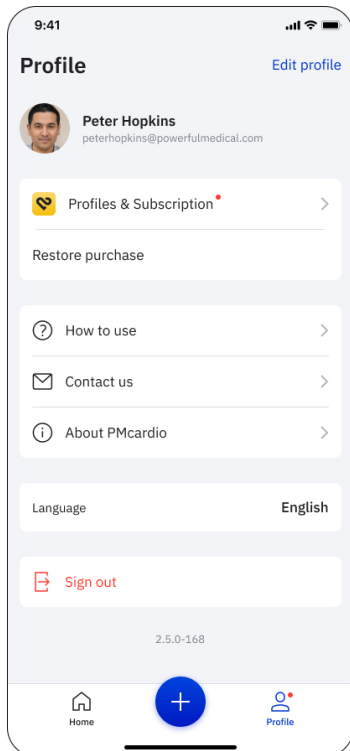 9:41
Profile
Edit profile
Peter Hopkins
peterhopkins@powerfulmedical.com
Profiles & Subscription
Restore purchase
How to use
Contact us
About PMcardio
Language English
Sign out
2.5.0-168
Home
Profile